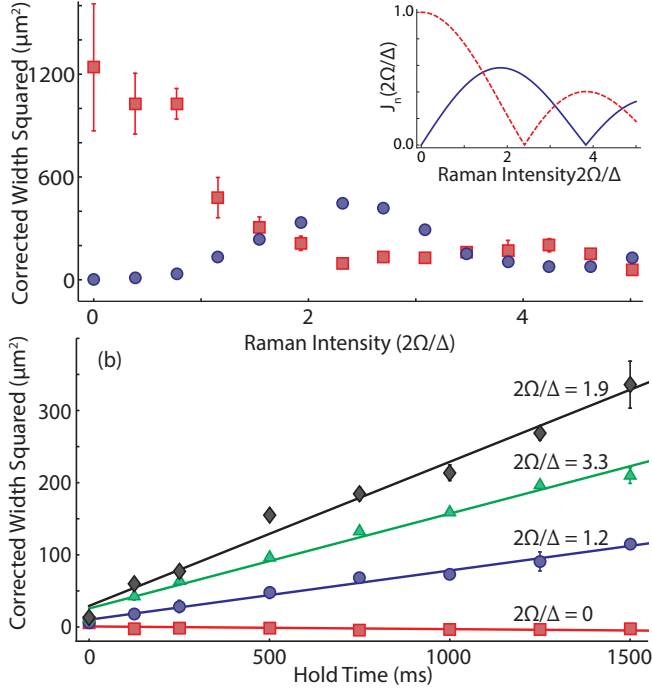 Corrected Width Squared (μm²)
1200
600
0
0
2
4
Raman Intensity (2Ω/Δ)
J_n(2Ω/Δ)
1.0
0.0
0
2
4
Raman Intensity2Ω/Δ
(b)
Corrected Width Squared (μm²)
300
200
100
0
2Ω/Δ = 1.9
2Ω/Δ = 3.3
2Ω/Δ = 1.2
2Ω/Δ = 0
0
500
1000
1500
Hold Time (ms)